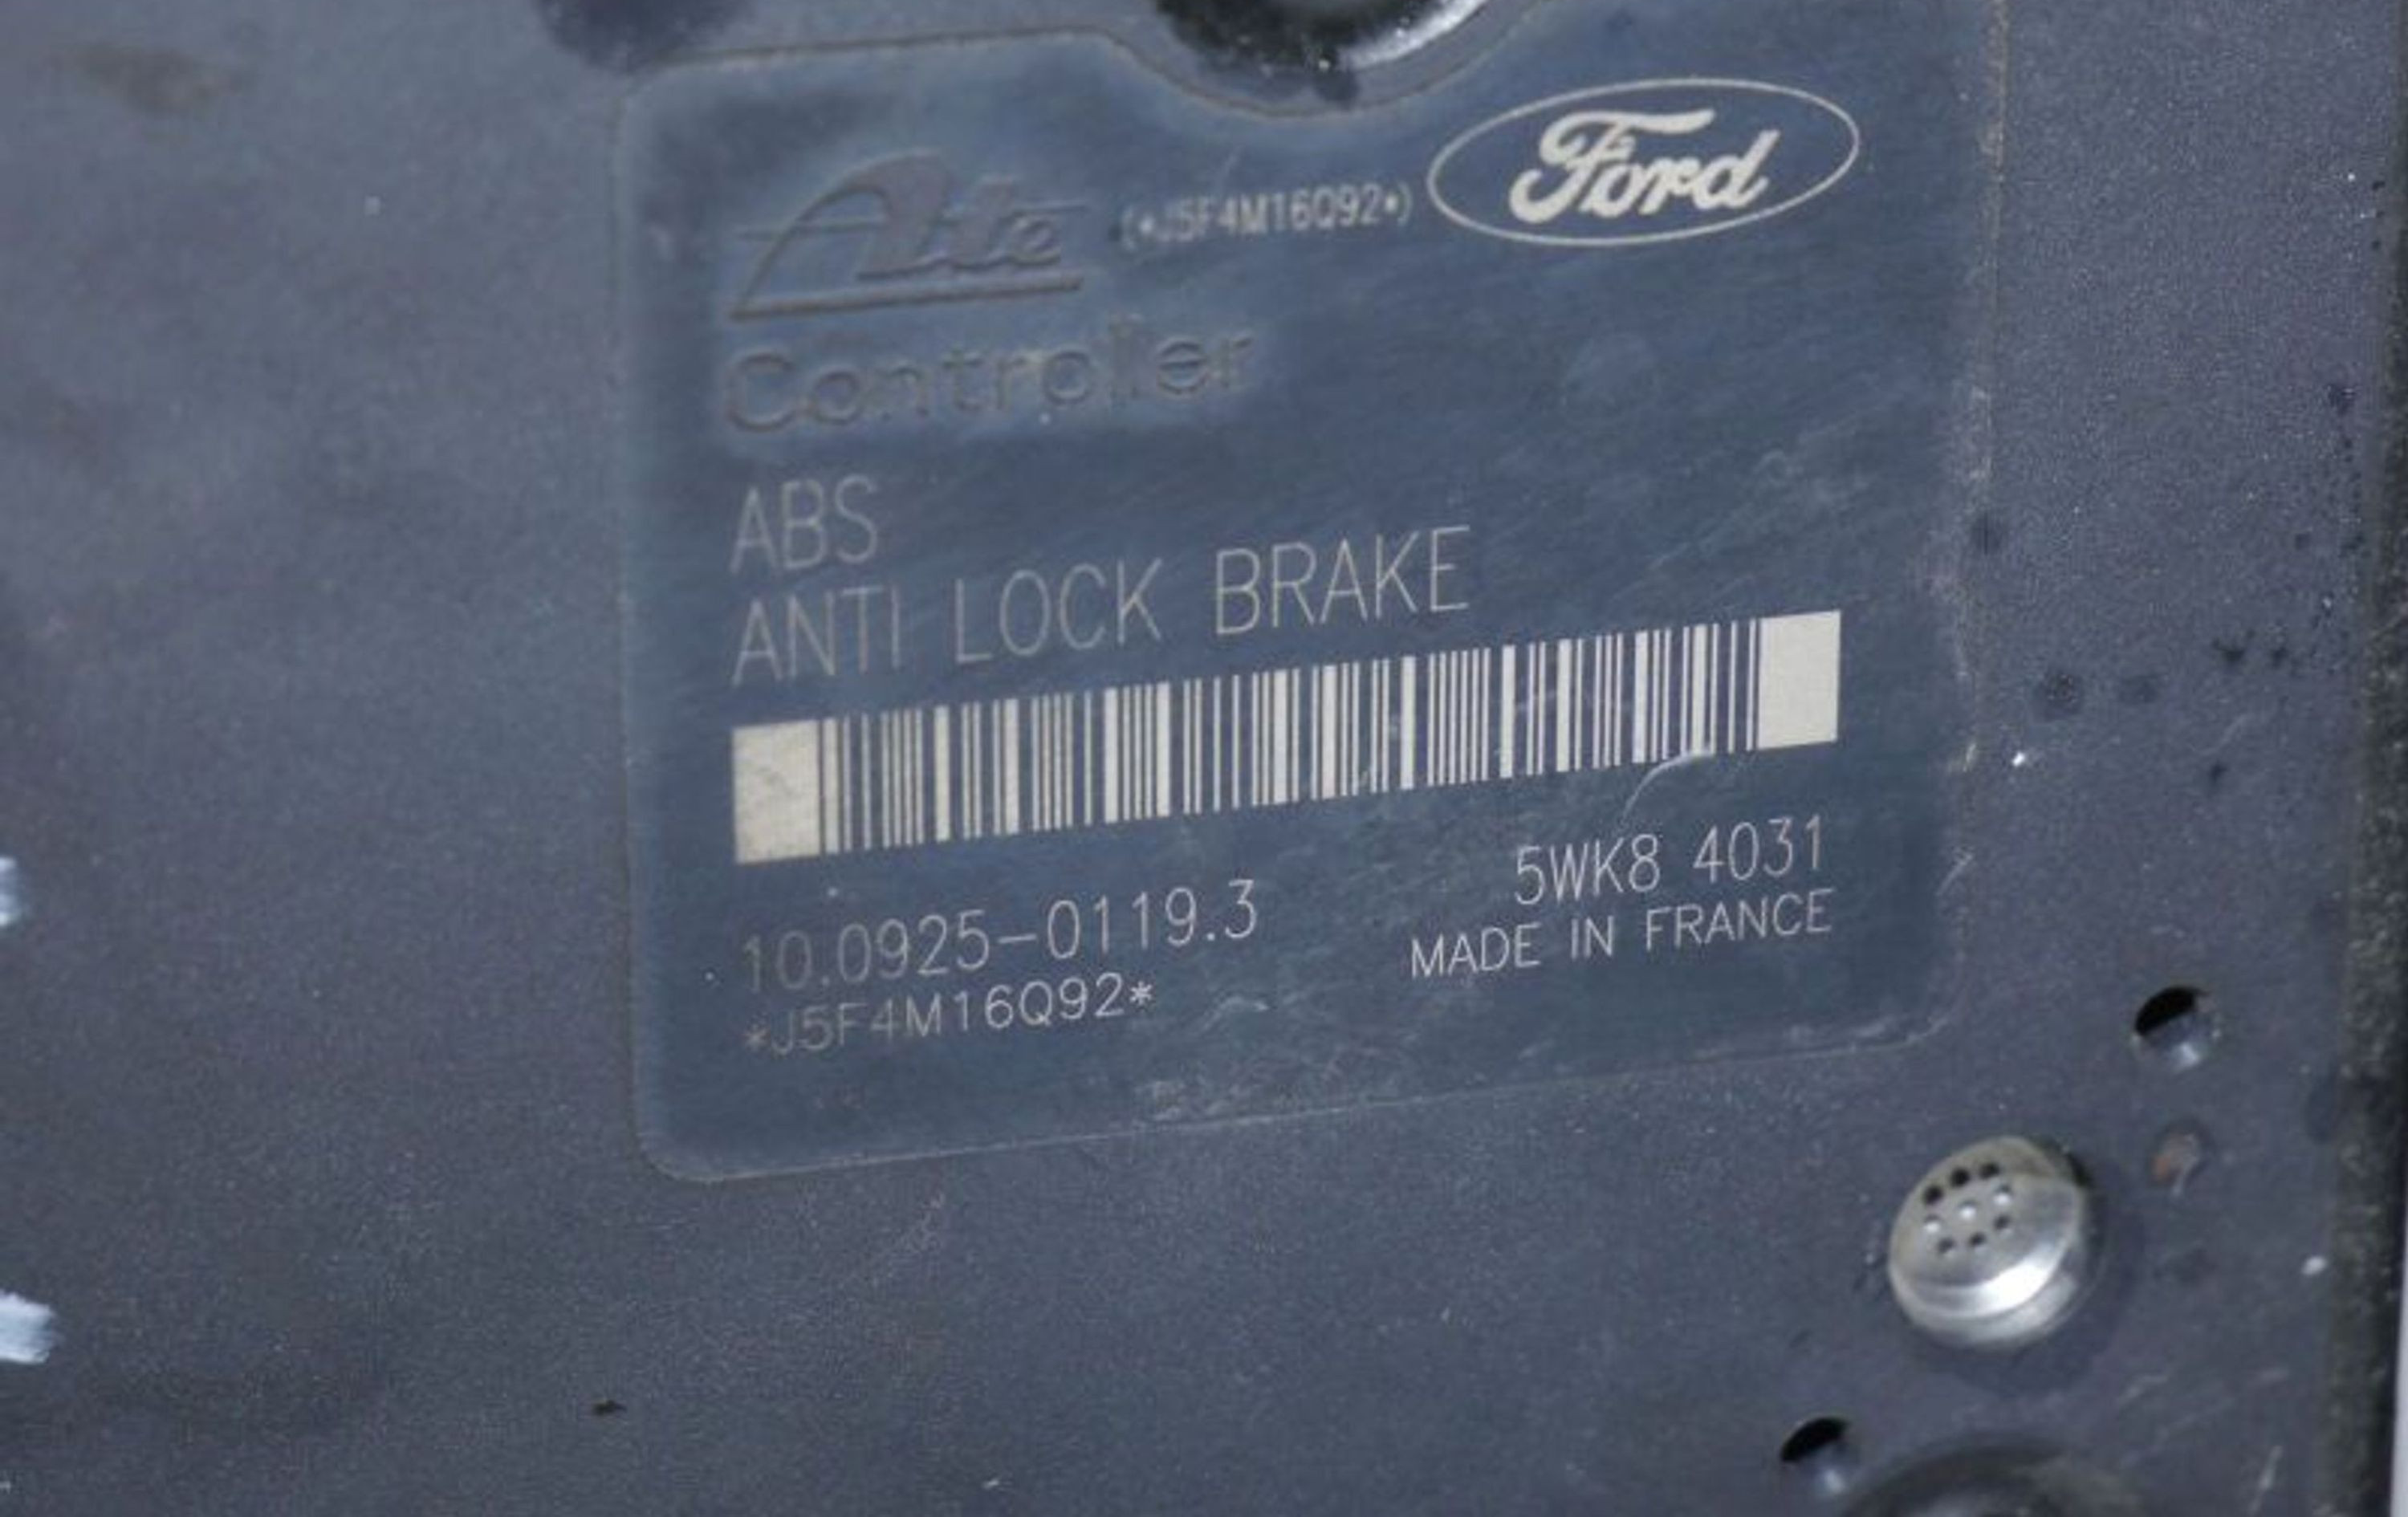 Ate (*J5F4M16Q92*) Ford
Controller
ABS
ANTI LOCK BRAKE
10.0925-0119.3 5WK8 4031
*J5F4M16Q92* MADE IN FRANCE